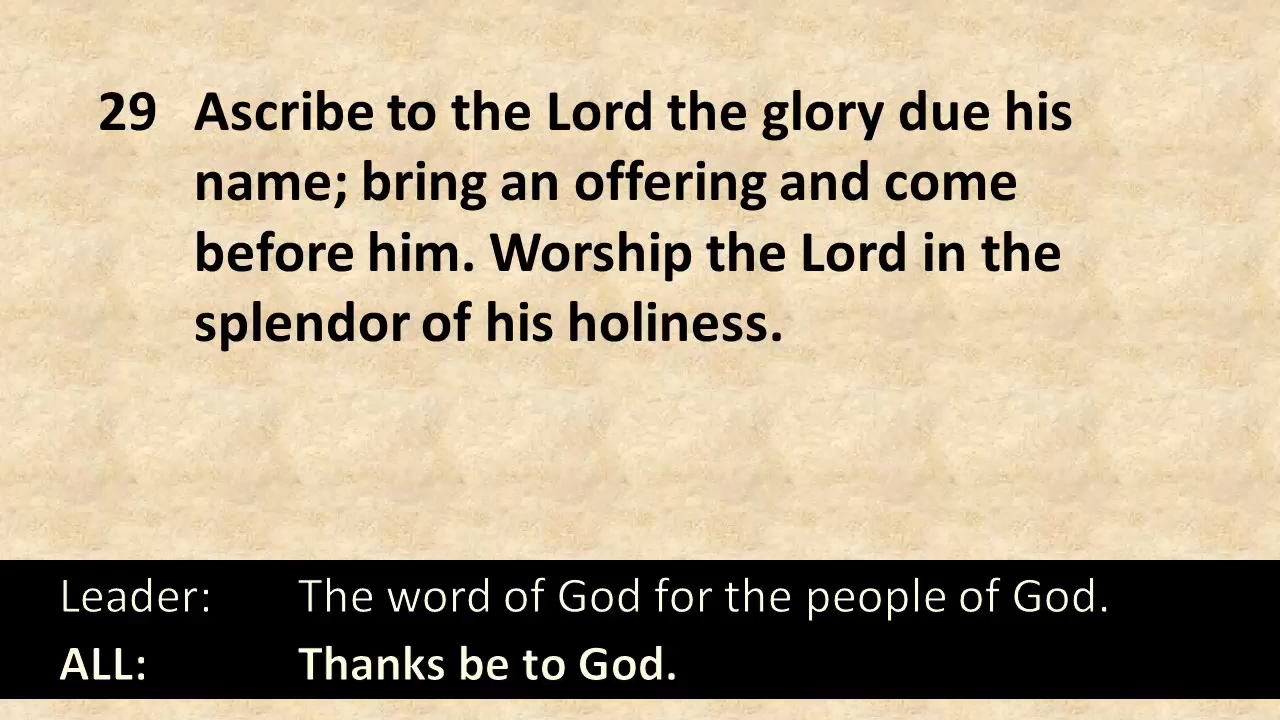 29 Ascribe to the Lord the glory due his
name; bring an offering and come
before him. Worship the Lord in the
splendor of his holiness.
Leader: The word of God for the people of God.
ALL: Thanks be to God.